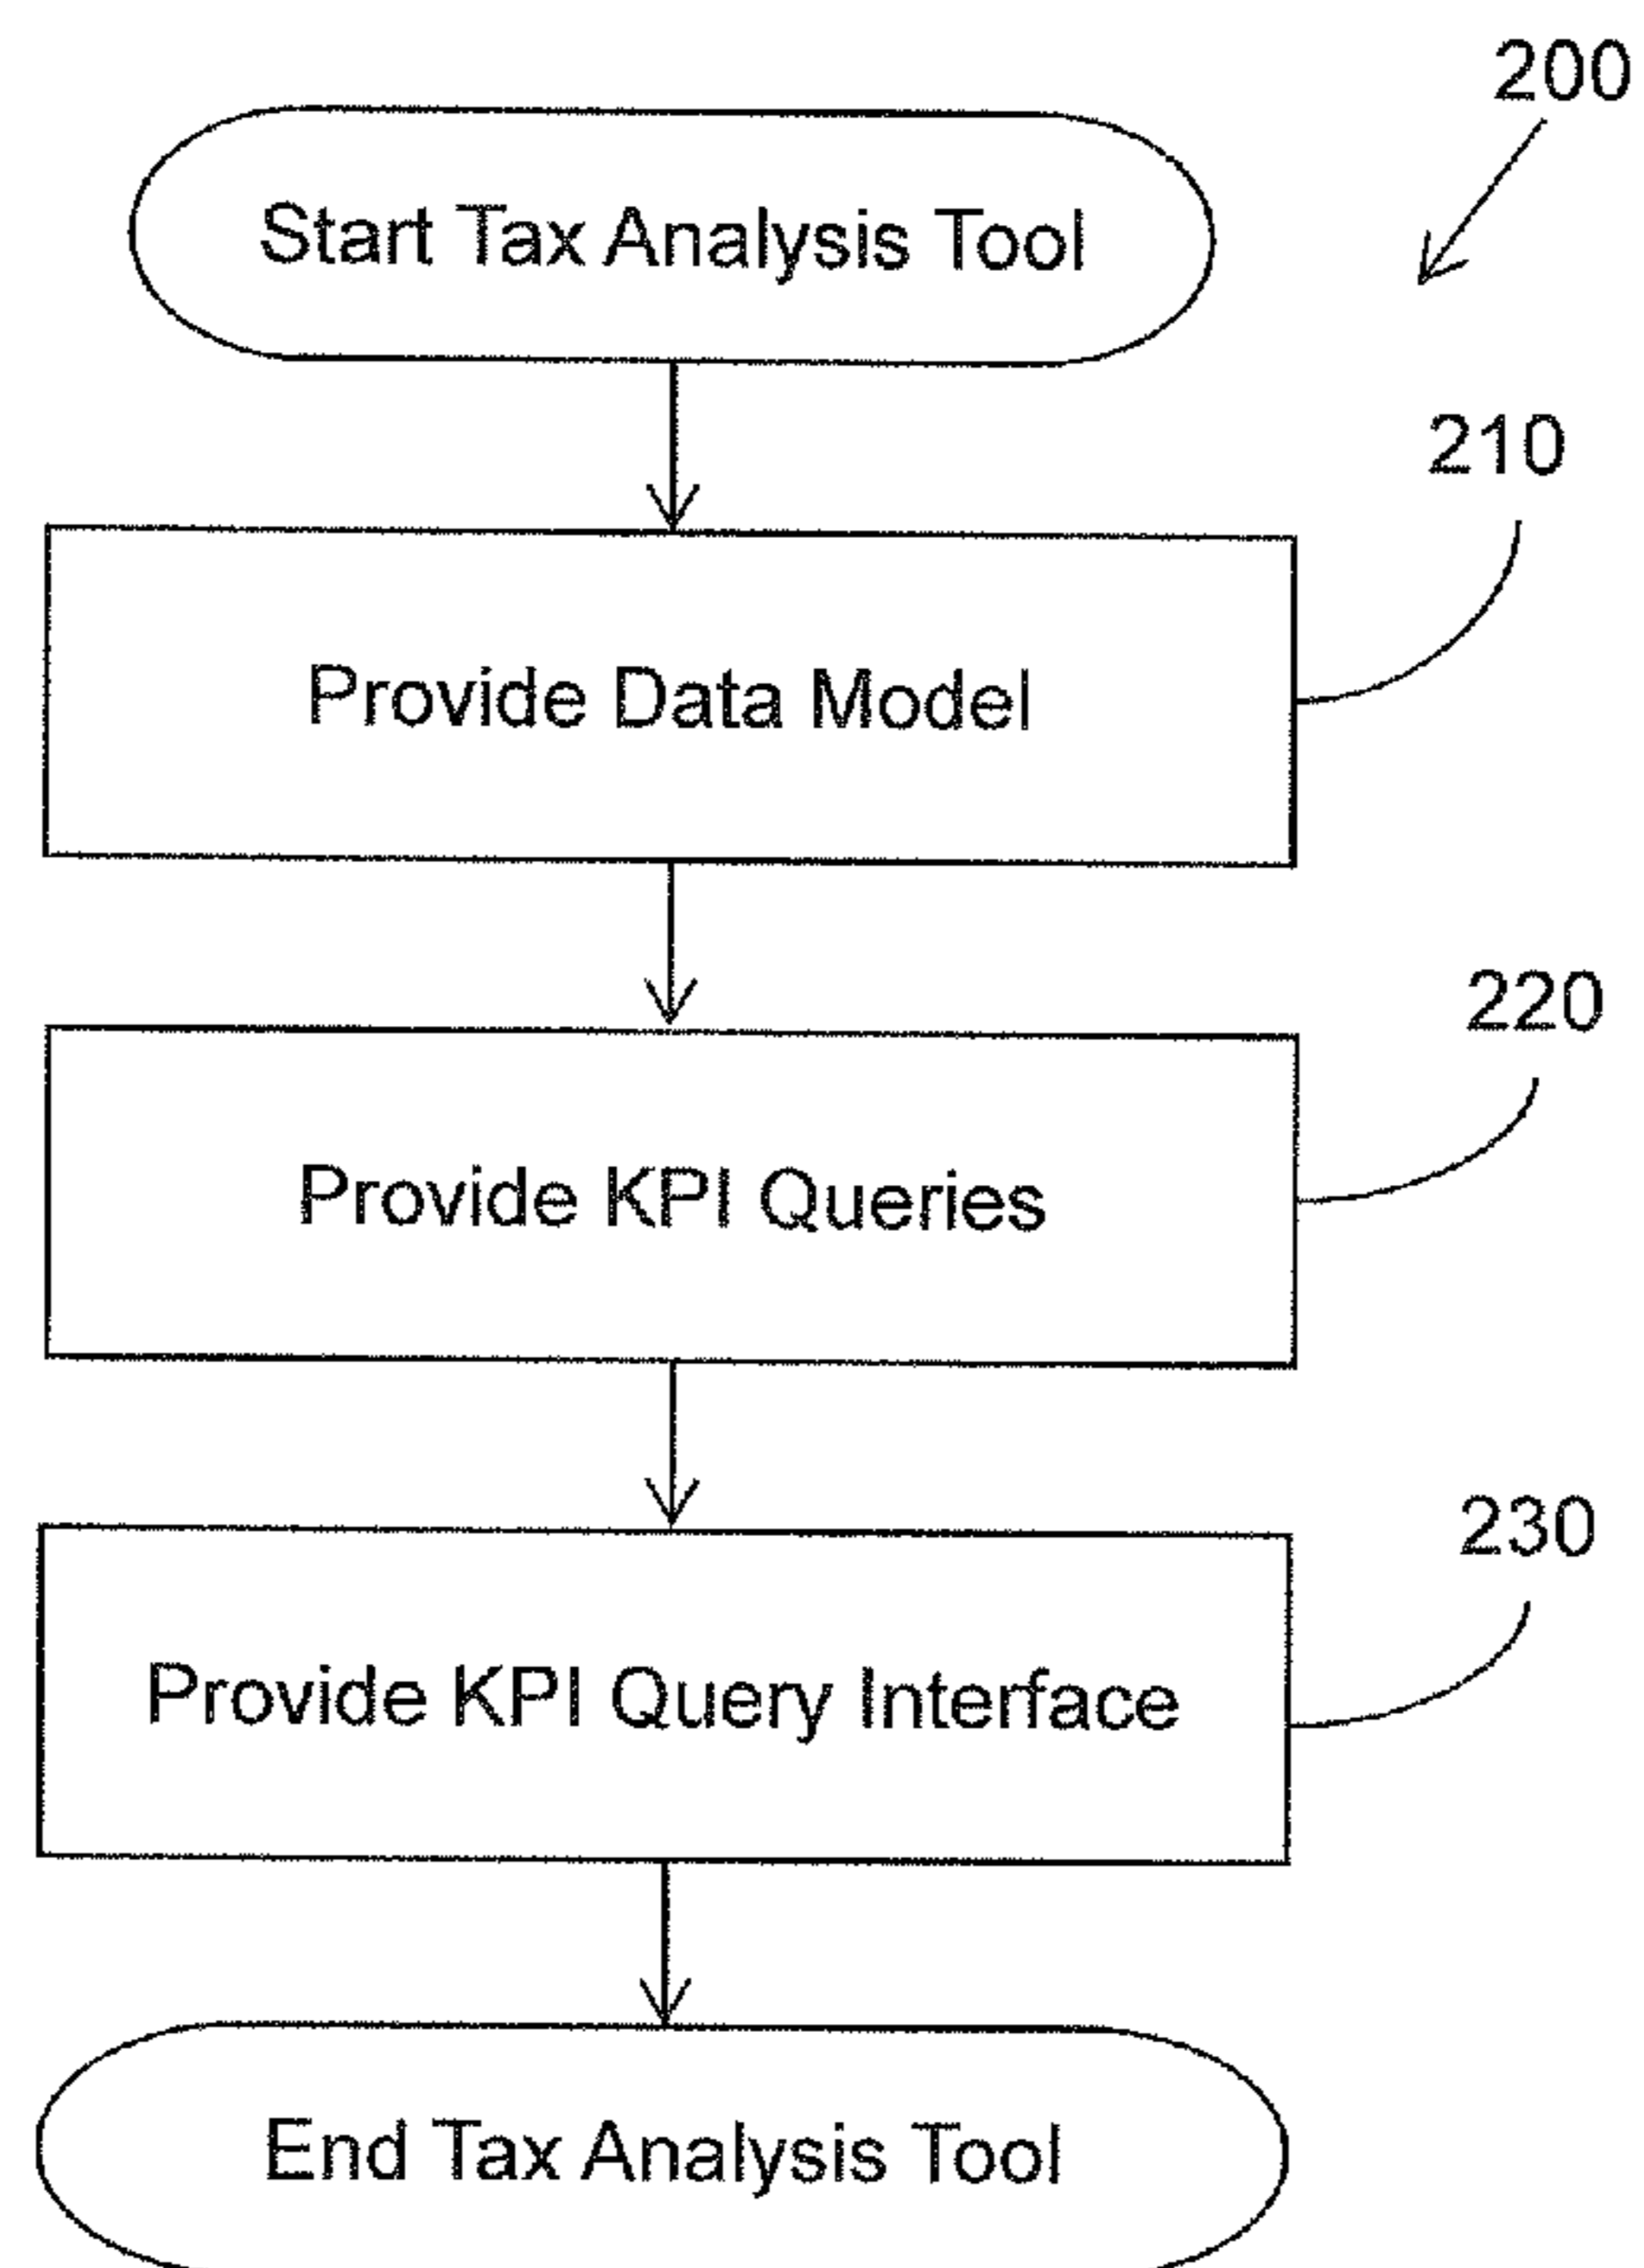 200
Start Tax Analysis Tool
210
Provide Data Model
220
Provide KPI Queries
230
Provide KPI Query Interface
End Tax Analysis Tool